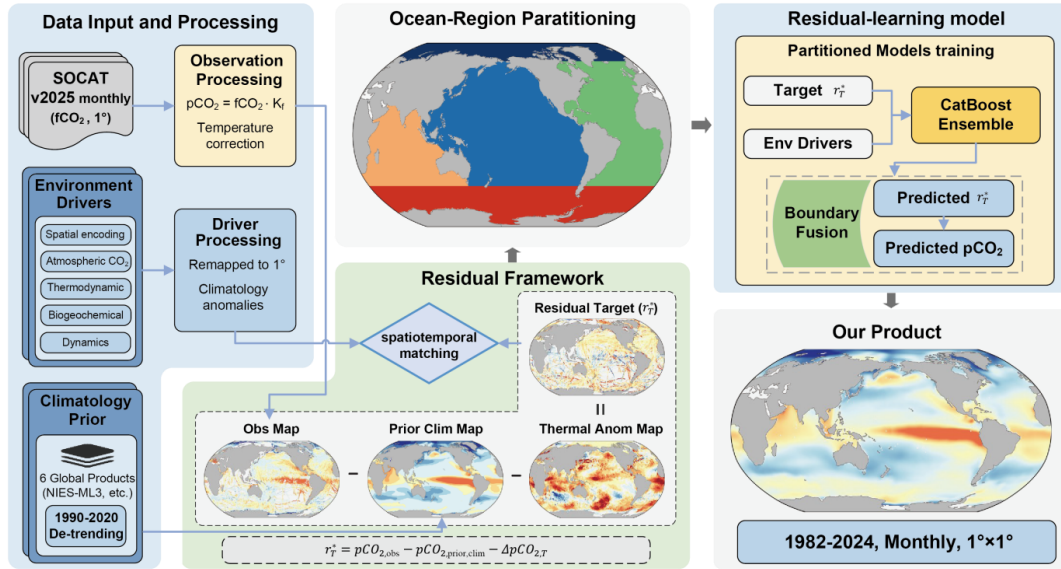 Data Input and Processing
SOCAT
v2025 monthly
(fCO₂ , 1°)
Observation
Processing
pCO₂ = fCO₂ · Kf
Temperature
correction
Environment
Drivers
Spatial encoding
Atmospheric CO₂
Thermodynamic
Biogeochemical
Dynamics
Driver
Processing
Remapped to 1°
Climatology
anomalies
Climatology
Prior
6 Global Products
(NIES-ML3, etc.)
1990-2020
De-trending
Ocean-Region Paratitioning
Residual Framework
spatiotemporal
matching
Residual Target (r*T)
=
Obs Map
−
Prior Clim Map
−
Thermal Anom Map
r*T = pCO2,obs − pCO2,prior,clim − ΔpCO2,T
Residual-learning model
Partitioned Models training
Target r*T
Env Drivers
CatBoost
Ensemble
Boundary
Fusion
Predicted r*T
Predicted pCO₂
Our Product
1982-2024, Monthly, 1°×1°